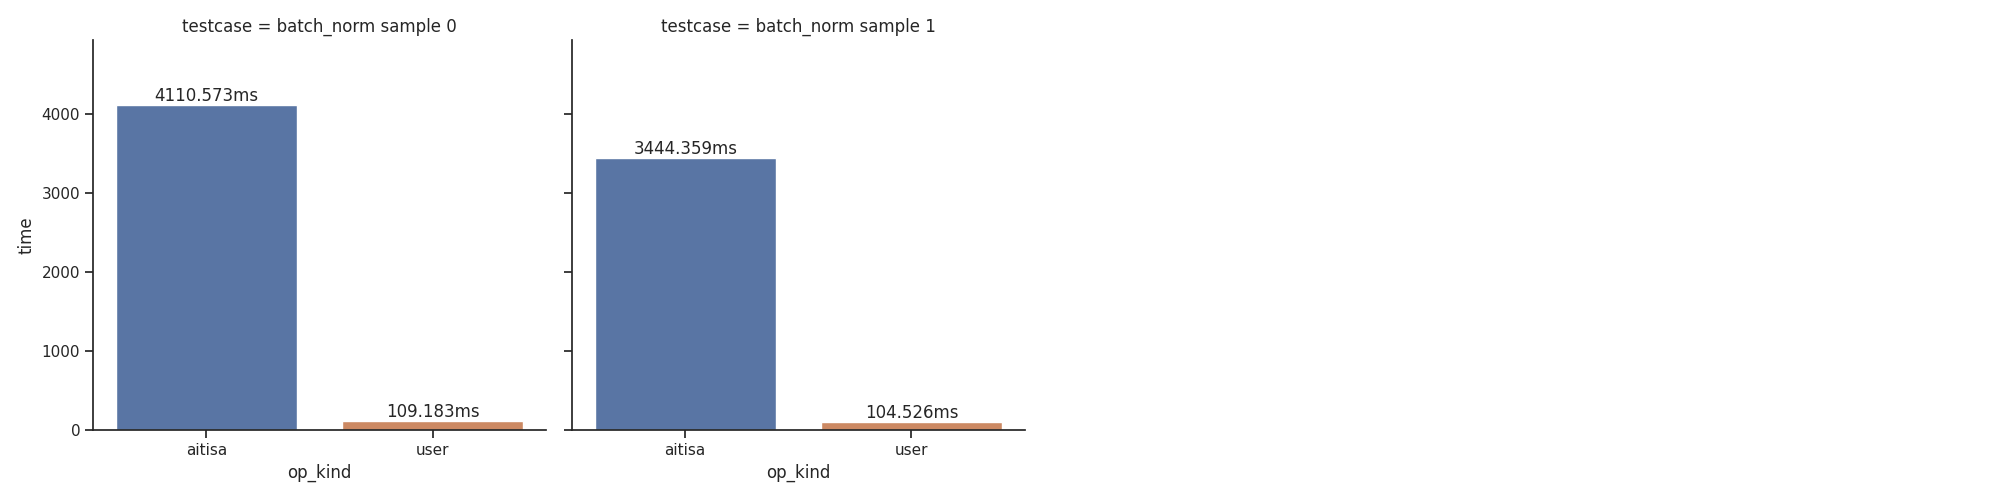 testcase = batch_norm sample 0
4110.573ms
109.183ms
time
4000
3000
2000
1000
0
aitisa
user
op_kind
testcase = batch_norm sample 1
3444.359ms
104.526ms
aitisa
user
op_kind